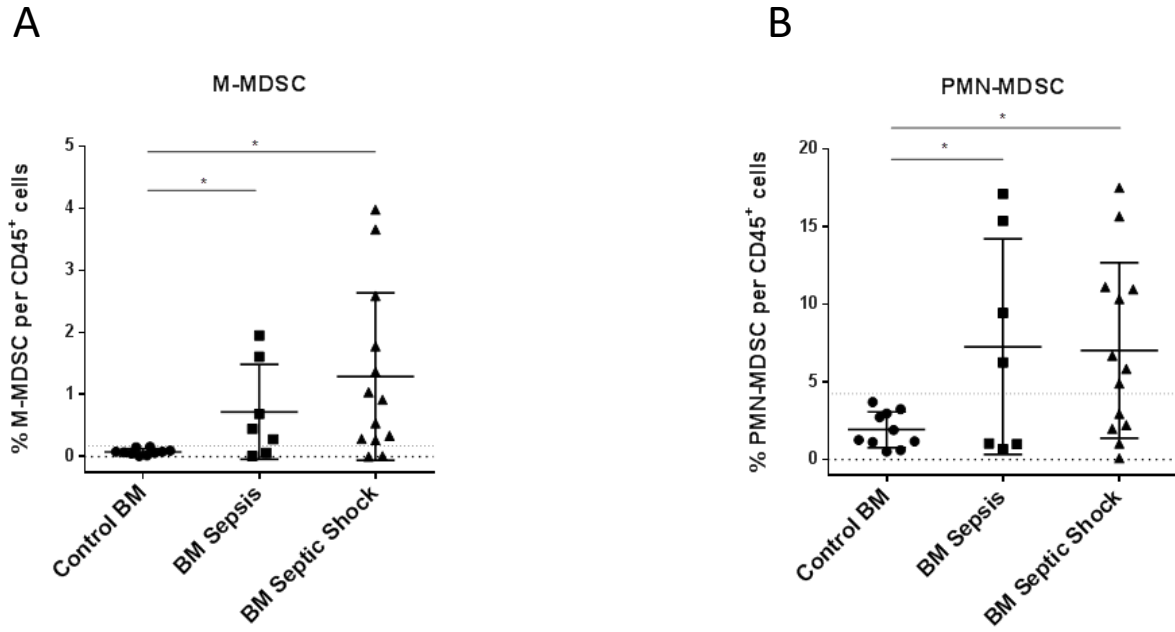 A
M-MDSC
% M-MDSC per CD45⁺ cells
5
4
3
2
1
0
*
*
Control BM
BM Sepsis
BM Septic Shock
B
PMN-MDSC
% PMN-MDSC per CD45⁺ cells
20
15
10
5
0
*
*
Control BM
BM Sepsis
BM Septic Shock